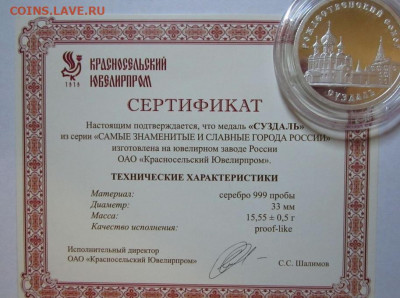 COINS.LAVE.RU
КРАСНОСЕЛЬСКИЙ
ЮВЕЛИРПРОМ
1919
СЕРТИФИКАТ
Настоящим подтверждается, что медаль «СУЗДАЛЬ»
из серии «САМЫЕ ЗНАМЕНИТЫЕ И СЛАВНЫЕ ГОРОДА РОССИИ»
изготовлена на ювелирном заводе России
ОАО «Красносельский Ювелирпром».
ТЕХНИЧЕСКИЕ ХАРАКТЕРИСТИКИ
Материал: серебро 999 пробы
Диаметр: 33 мм
Масса: 15,55 ± 0,5 г
Качество исполнения: proof-like
Исполнительный директор
ОАО «Красносельский Ювелирпром» С.С. Шалимов
РОЖДЕСТВЕНСКИЙ СОБОР
СУЗДАЛЬ